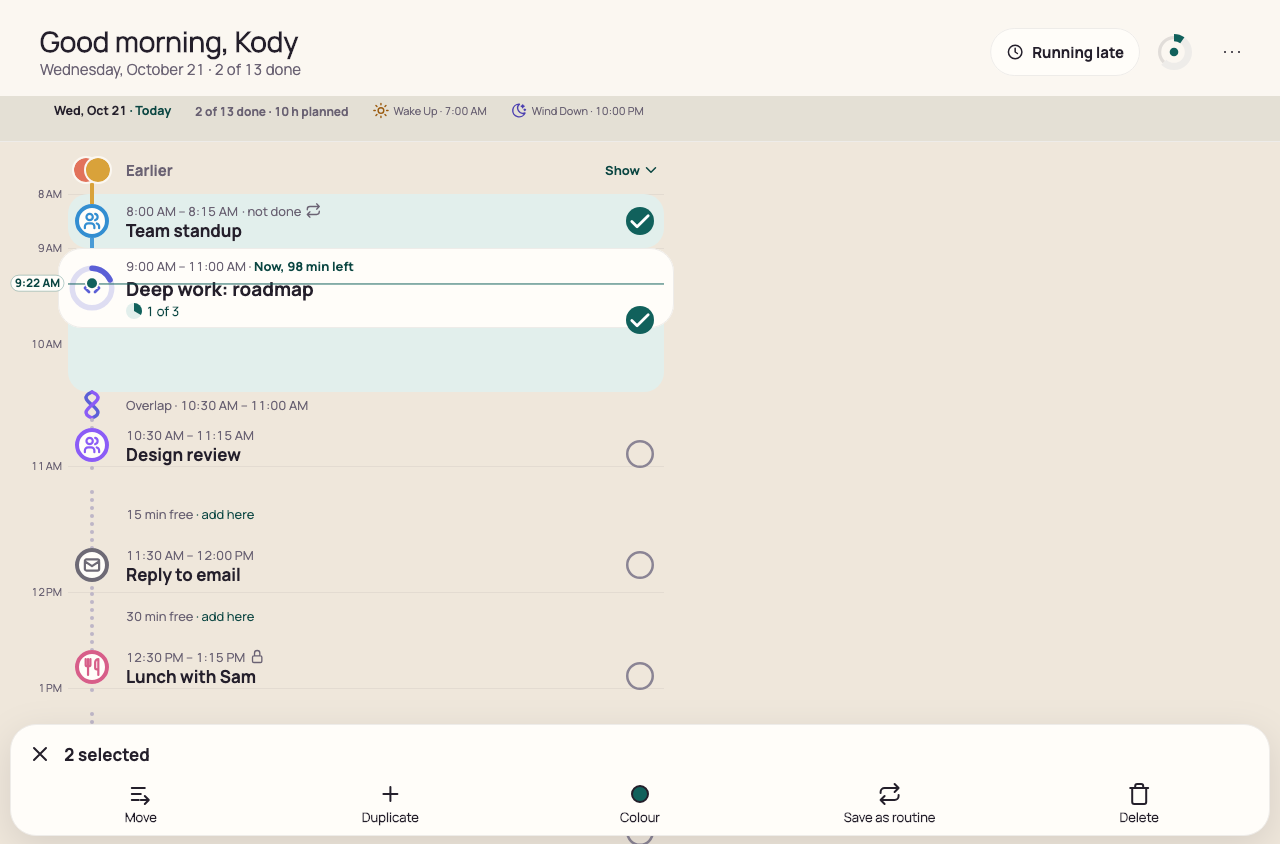 Good morning, Kody
Wednesday, October 21 · 2 of 13 done
Running late
Wed, Oct 21 · Today
2 of 13 done · 10 h planned
Wake Up · 7:00 AM
Wind Down · 10:00 PM
Earlier
Show
8 AM
8:00 AM – 8:15 AM · not done
Team standup
9 AM
9:00 AM – 11:00 AM · Now, 98 min left
9:22 AM
Deep work: roadmap
1 of 3
10 AM
Overlap · 10:30 AM – 11:00 AM
10:30 AM – 11:15 AM
Design review
11 AM
15 min free · add here
11:30 AM – 12:00 PM
Reply to email
12 PM
30 min free · add here
12:30 PM – 1:15 PM
Lunch with Sam
1 PM
2 selected
Move
Duplicate
Colour
Save as routine
Delete